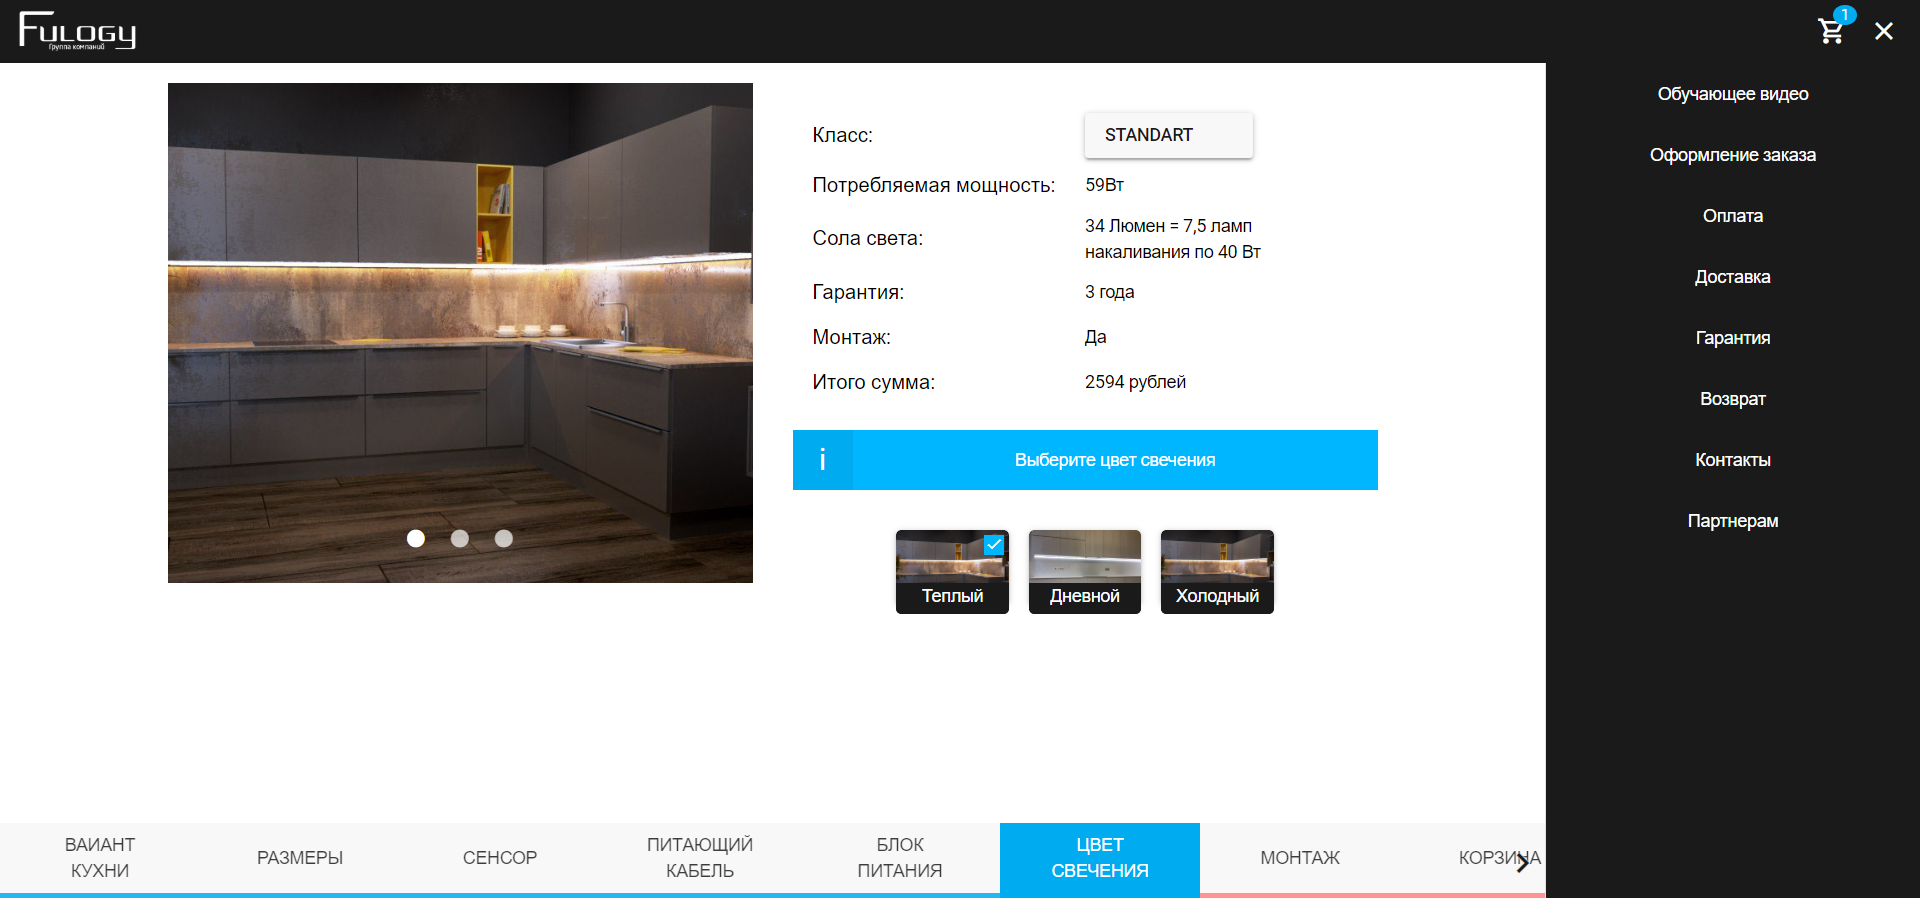 FULOGY
Группа компаний
1
Класс:
STANDART
Потребляемая мощность:
59Вт
Сола света:
34 Люмен = 7,5 ламп
накаливания по 40 Вт
Гарантия:
3 года
Монтаж:
Да
Итого сумма:
2594 рублей
i
Выберите цвет свечения
Теплый
Дневной
Холодный
Обучающее видео
Оформление заказа
Оплата
Доставка
Гарантия
Возврат
Контакты
Партнерам
ВАИАНТ
КУХНИ
РАЗМЕРЫ
СЕНСОР
ПИТАЮЩИЙ
КАБЕЛЬ
БЛОК
ПИТАНИЯ
ЦВЕТ
СВЕЧЕНИЯ
МОНТАЖ
КОРЗИНА